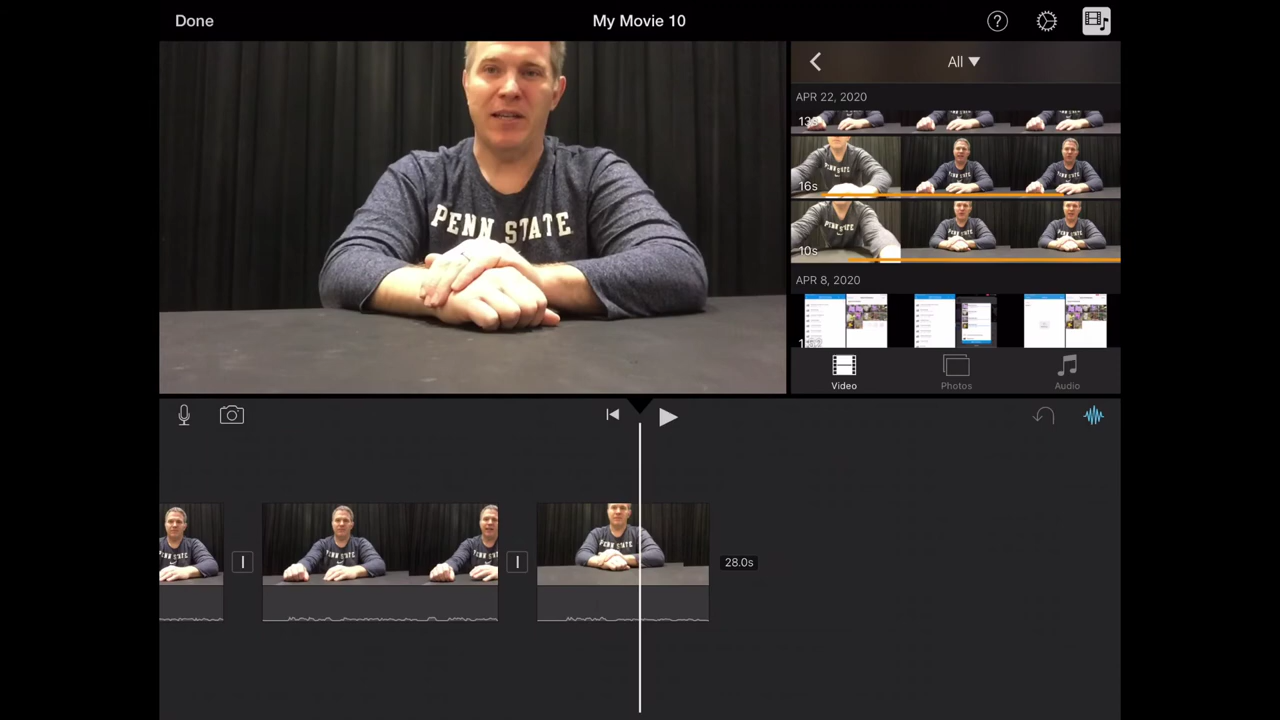 Done
My Movie 10
?
All ▼
APR 22, 2020
13s
16s
10s
APR 8, 2020
Video
Photos
Audio
PENN STATE
28.0s